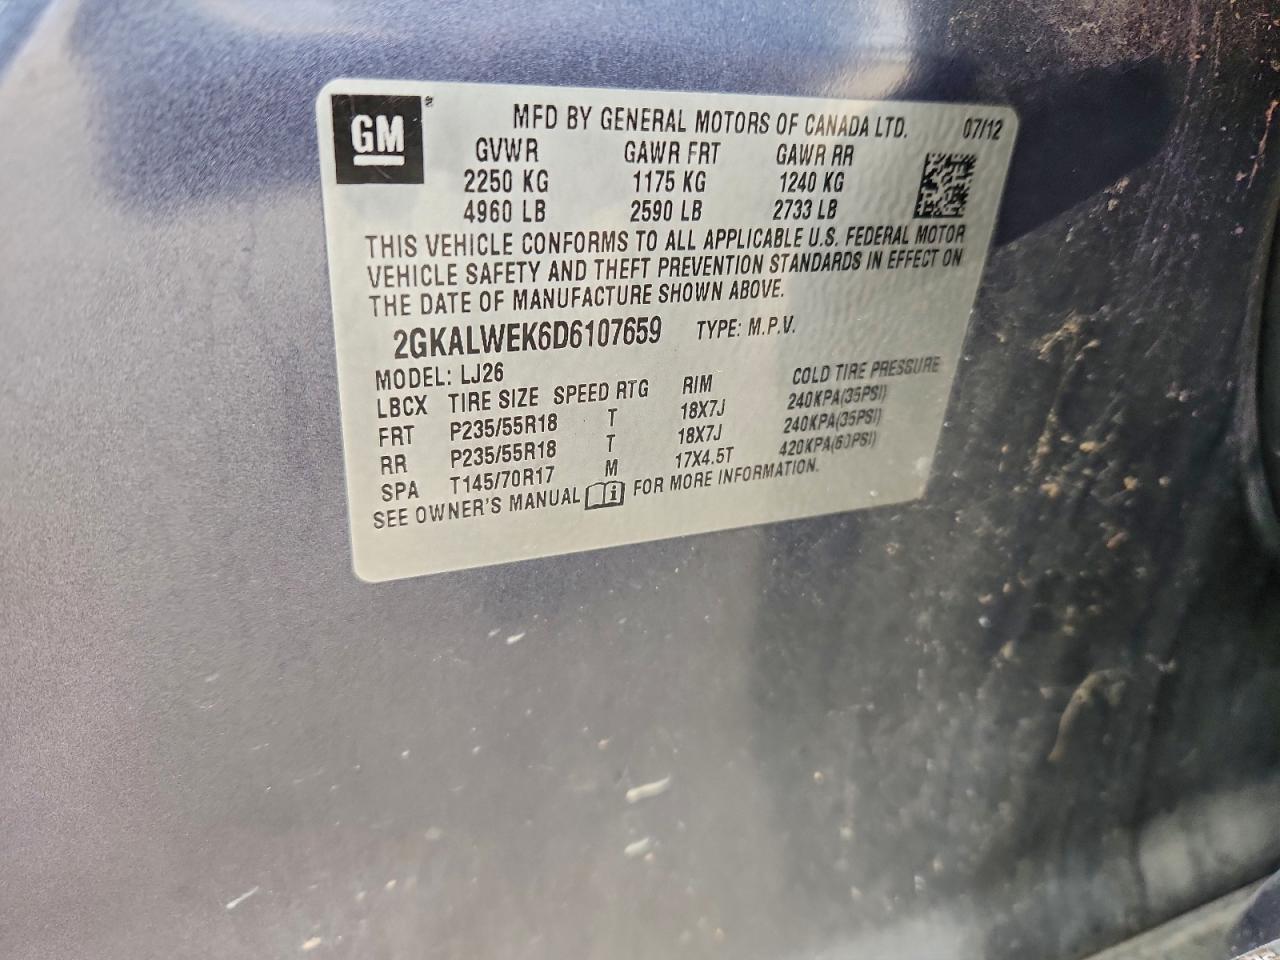 GM
MFD BY GENERAL MOTORS OF CANADA LTD. 07/12
GVWR GAWR FRT GAWR RR
2250 KG 1175 KG 1240 KG
4960 LB 2590 LB 2733 LB
THIS VEHICLE CONFORMS TO ALL APPLICABLE U.S. FEDERAL MOTOR
VEHICLE SAFETY AND THEFT PREVENTION STANDARDS IN EFFECT ON
THE DATE OF MANUFACTURE SHOWN ABOVE.
2GKALWEK6D6107659 TYPE: M.P.V.
MODEL: LJ26
LBCX TIRE SIZE SPEED RTG RIM COLD TIRE PRESSURE
FRT P235/55R18 T 18X7J 240KPA(35PSI)
RR P235/55R18 T 18X7J 240KPA(35PSI)
SPA T145/70R17 M 17X4.5T 420KPA(60PSI)
SEE OWNER'S MANUAL FOR MORE INFORMATION.